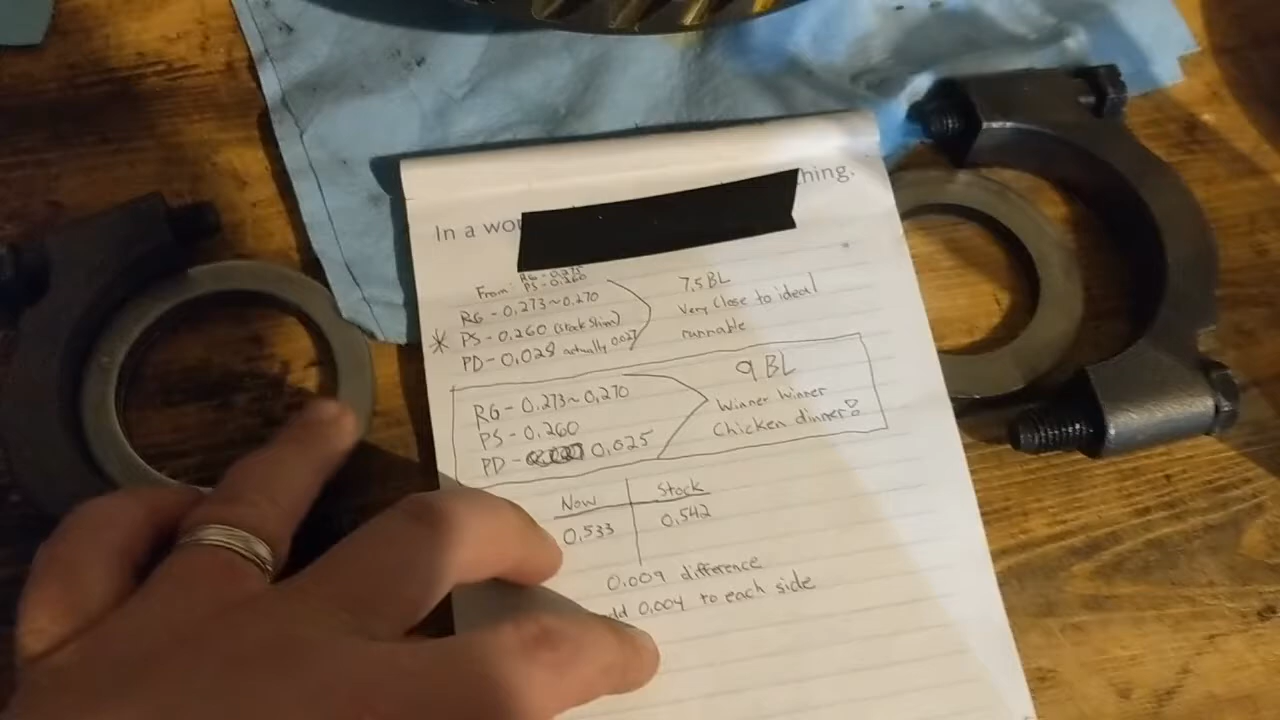 In a wor
thing.
From: RG - 0.275
PS - 0.260
RG - 0.273~0.270
* PS - 0.260 (stock shim)
PD - 0.028 actually 0.027
7.5 BL
Very close to ideal
runnable
RG - 0.273~0.270
PS - 0.260
PD - 0.025
9 BL
Winner Winner
Chicken dinner!
Now
Stock
0.533
0.542
0.009 difference
dd 0.004 to each side